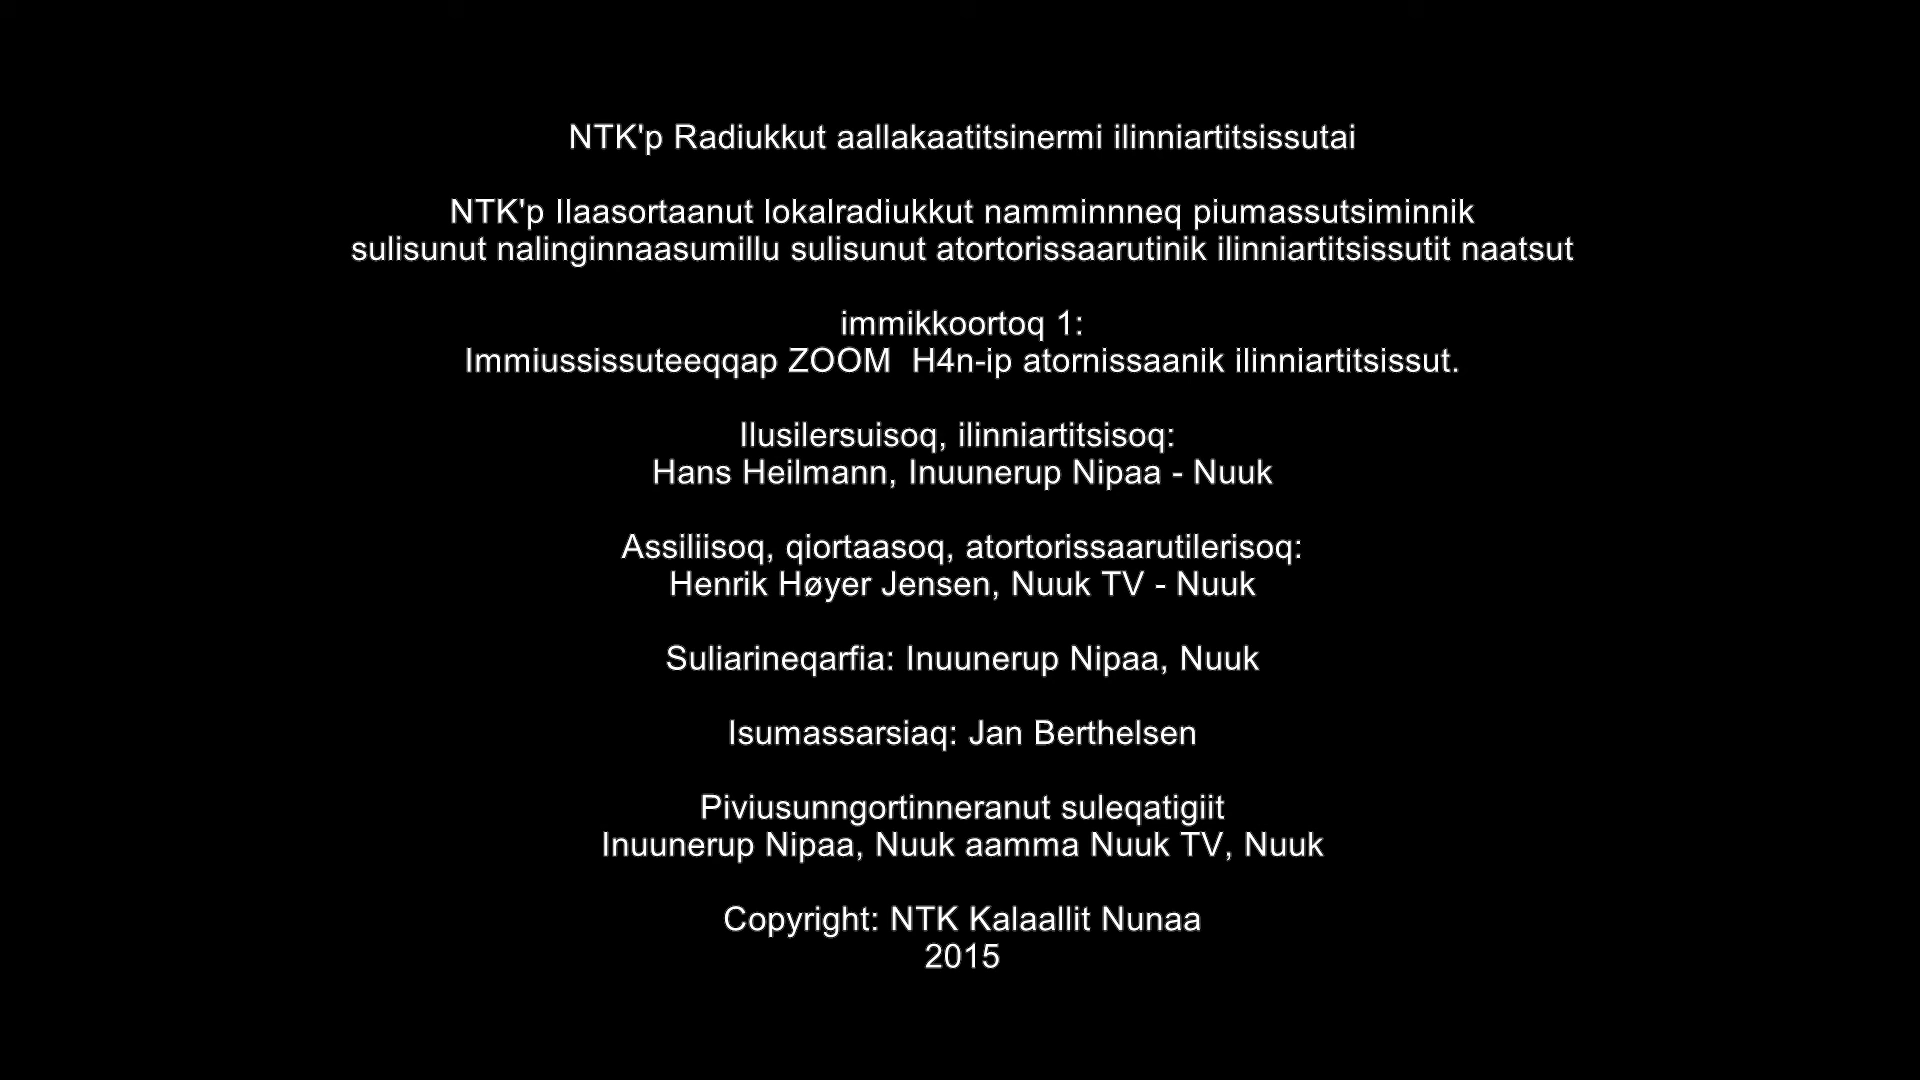 NTK'p Radiukkut aallakaatitsinermi ilinniartitsissutai
NTK'p Ilaasortaanut lokalradiukkut namminnneq piumassutsiminnik
sulisunut nalinginnaasumillu sulisunut atortorissaarutinik ilinniartitsissutit naatsut
immikkoortoq 1:
Immiussissuteeqqap ZOOM  H4n-ip atornissaanik ilinniartitsissut.
Ilusilersuisoq, ilinniartitsisoq:
Hans Heilmann, Inuunerup Nipaa - Nuuk
Assiliisoq, qiortaasoq, atortorissaarutilerisoq:
Henrik Høyer Jensen, Nuuk TV - Nuuk
Suliarineqarfia: Inuunerup Nipaa, Nuuk
Isumassarsiaq: Jan Berthelsen
Piviusunngortinneranut suleqatigiit
Inuunerup Nipaa, Nuuk aamma Nuuk TV, Nuuk
Copyright: NTK Kalaallit Nunaa
2015